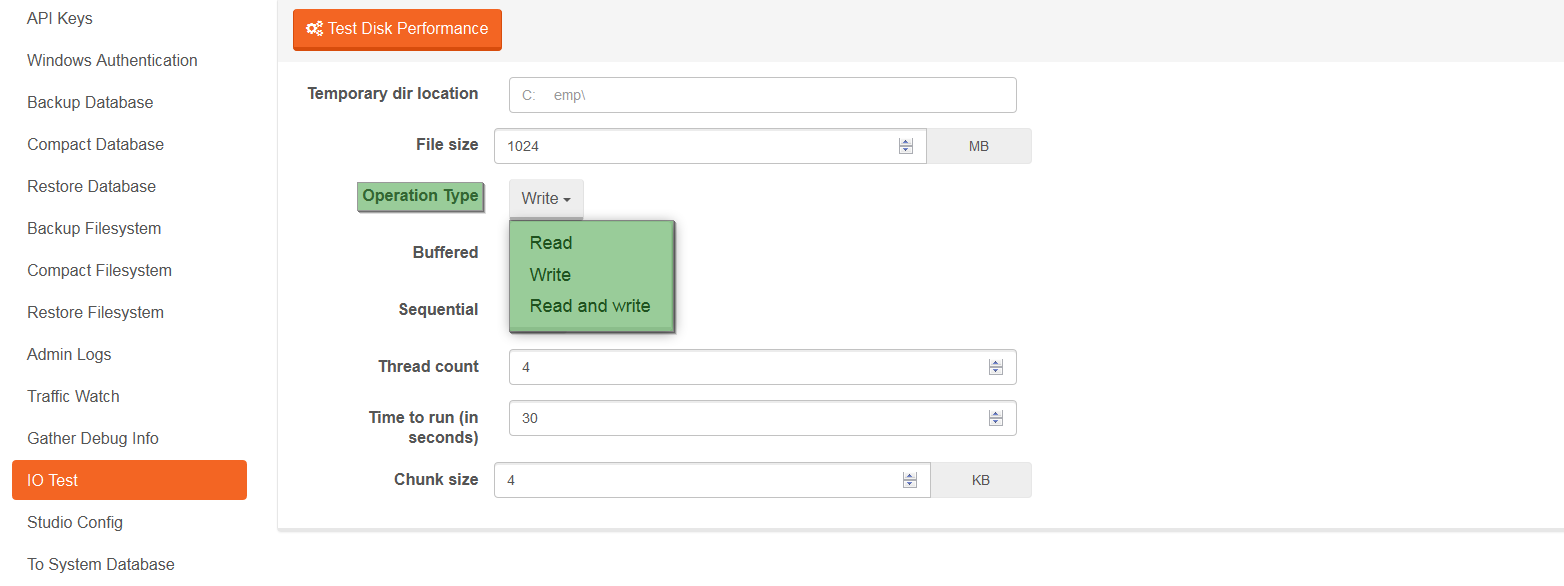 API Keys
Windows Authentication
Backup Database
Compact Database
Restore Database
Backup Filesystem
Compact Filesystem
Restore Filesystem
Admin Logs
Traffic Watch
Gather Debug Info
IO Test
Studio Config
To System Database
Test Disk Performance
Temporary dir location C: emp\
File size 1024 MB
Operation Type Write
Read
Write
Read and write
Buffered
Sequential
Thread count 4
Time to run (in
seconds) 30
Chunk size 4 KB